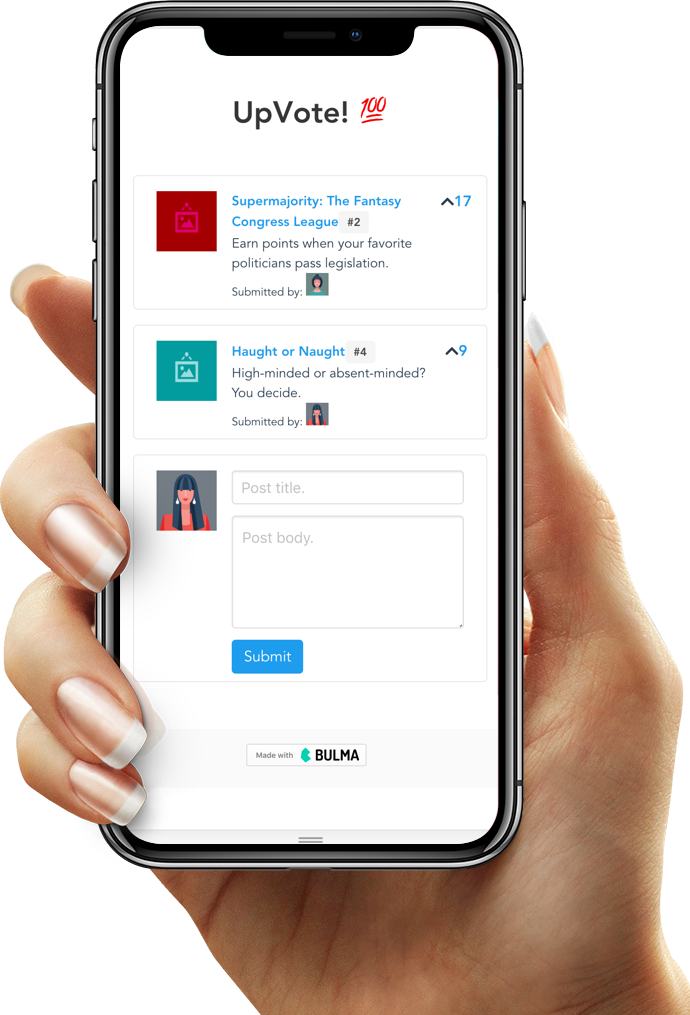 UpVote! 💯
Supermajority: The Fantasy
Congress League #2
17
Earn points when your favorite
politicians pass legislation.
Submitted by:
Haught or Naught #4
9
High-minded or absent-minded?
You decide.
Submitted by:
Post title.
Post body.
Submit
Made with BULMA